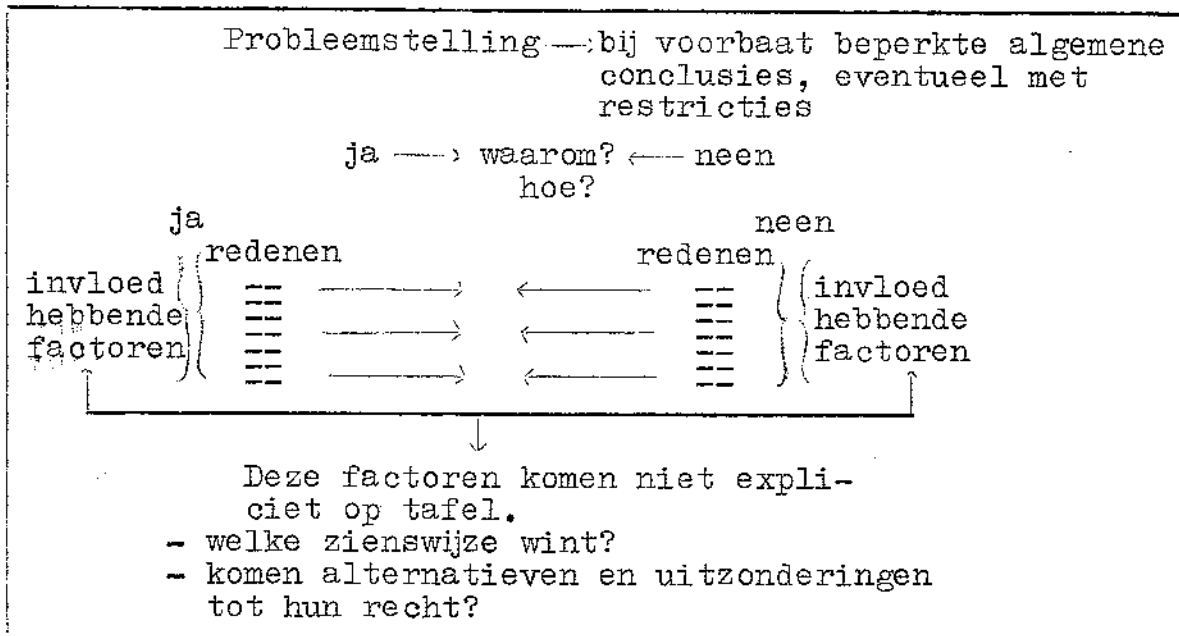 Probleemstelling → bij voorbaat beperkte algemene
conclusies, eventueel met
restricties
ja → waarom? ← neen
hoe?
ja neen
redenen redenen
invloed -- -- invloed
hebbende -- -- hebbende
factoren -- -- factoren
Deze factoren komen niet expli-
ciet op tafel.
- welke zienswijze wint?
- komen alternatieven en uitzonderingen
tot hun recht?